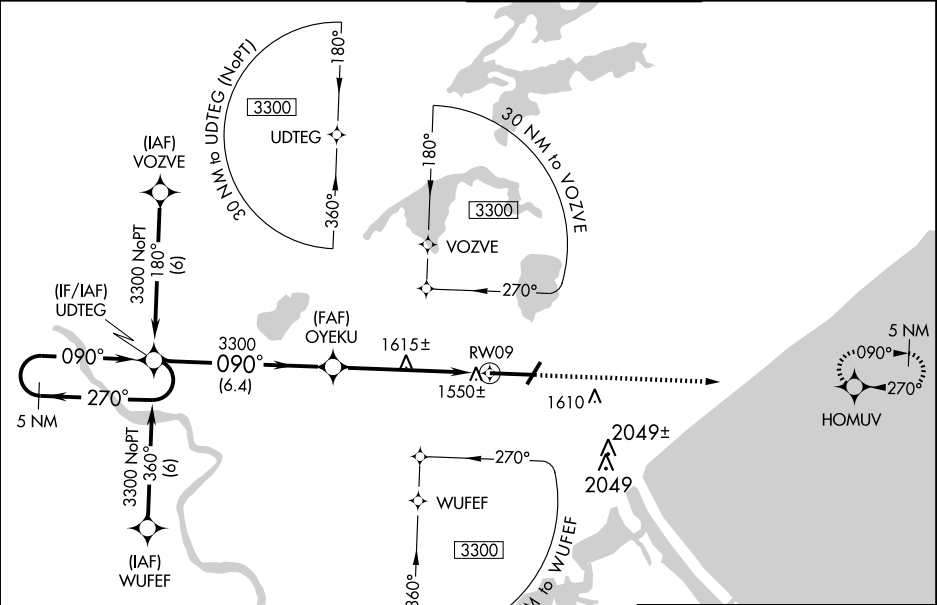 30 NM to UDTEG (NoPT)
180°
3300
UDTEG
360°
30 NM to VOZVE
180°
3300
VOZVE
270°
(IAF)
VOZVE
3300 NoPT
180°
(6)
(IF/IAF)
UDTEG
090°
270°
5 NM
3300
090°
(6.4)
(FAF)
OYEKU
1615±
1550±
RW09
1610
2049±
2049
5 NM
090°
270°
HOMUV
3300 NoPT
360°
(6)
(IAF)
WUFEF
270°
WUFEF
3300
360°
M to WUFEF